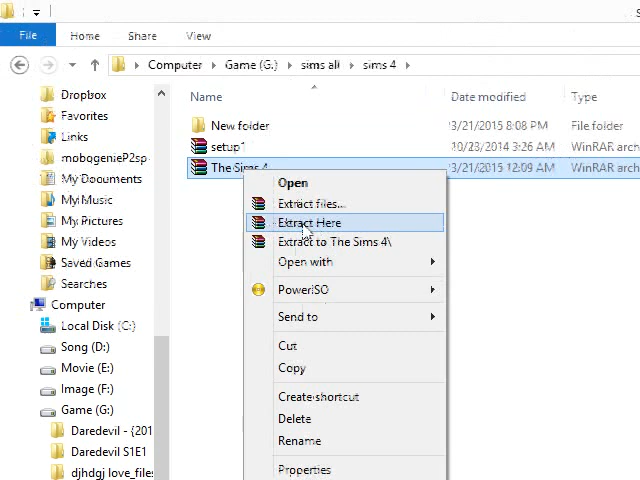 S
File Home Share View
Computer Game (G:) sims all sims 4
Name Date modified Type
Dropbox
Favorites
Links
mobogenieP2sp
My Documents
My Music
My Pictures
My Videos
Saved Games
Searches
Computer
Local Disk (C:)
Song (D:)
Movie (E:)
Image (F:)
Game (G:)
Daredevil - {201
Daredevil S1E1
djhdgj love_files
New folder 3/21/2015 8:08 PM File folder
setup1 10/23/2014 3:26 AM WinRAR arch
The Sims 4 3/21/2015 12:09 AM WinRAR arch
Open
Extract files...
Extract Here
Extract to The Sims 4\
Open with
PowerISO
Send to
Cut
Copy
Create shortcut
Delete
Rename
Properties